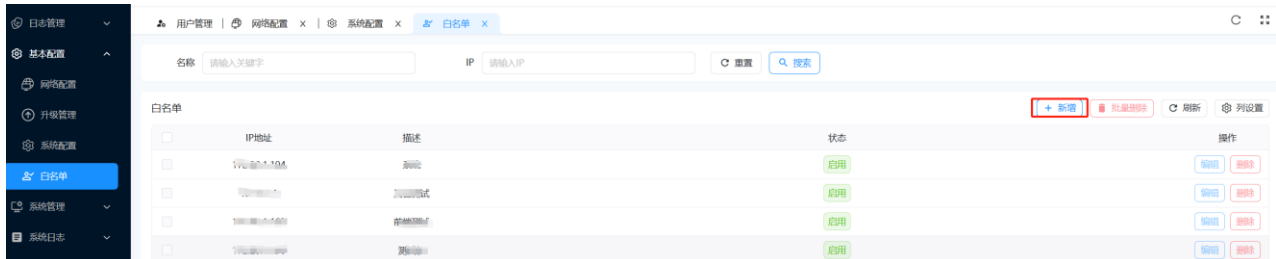 日志管理
用户管理 | 网络配置 x | 系统配置 x 白名单 x
基本配置
名称 请输入关键字 IP 请输入IP 重置 搜索
网络配置
升级管理
白名单 + 新增 批量删除 刷新 列设置
系统配置
IP地址 描述 状态 操作
白名单
启用 编辑 删除
系统管理
测试 启用 编辑 删除
启用 编辑 删除
系统日志
启用 编辑 删除